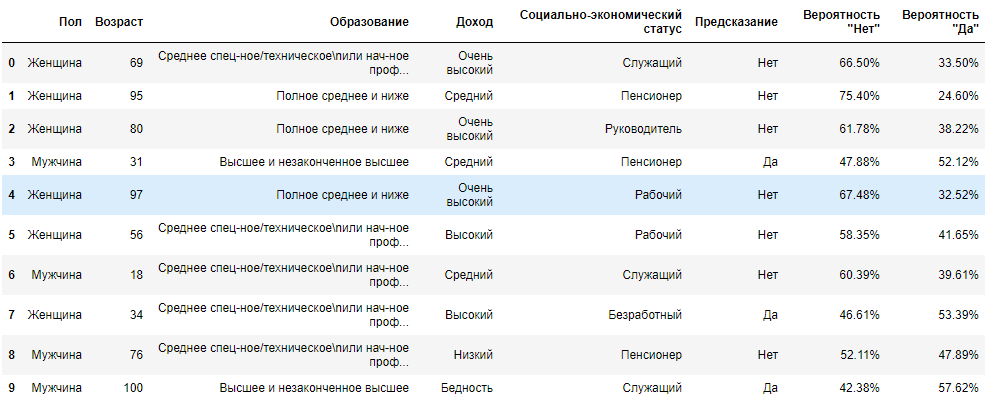 Пол Возраст Образование Доход Социально-экономический статус Предсказание Вероятность "Нет" Вероятность "Да"
0 Женщина 69 Среднее спец-ное/техническое\nили нач-ное проф... Очень высокий Служащий Нет 66.50% 33.50%
1 Женщина 95 Полное среднее и ниже Средний Пенсионер Нет 75.40% 24.60%
2 Женщина 80 Полное среднее и ниже Очень высокий Руководитель Нет 61.78% 38.22%
3 Мужчина 31 Высшее и незаконченное высшее Средний Пенсионер Да 47.88% 52.12%
4 Женщина 97 Полное среднее и ниже Очень высокий Рабочий Нет 67.48% 32.52%
5 Женщина 56 Среднее спец-ное/техническое\nили нач-ное проф... Высокий Рабочий Нет 58.35% 41.65%
6 Мужчина 18 Среднее спец-ное/техническое\nили нач-ное проф... Средний Служащий Нет 60.39% 39.61%
7 Женщина 34 Среднее спец-ное/техническое\nили нач-ное проф... Высокий Безработный Да 46.61% 53.39%
8 Мужчина 76 Среднее спец-ное/техническое\nили нач-ное проф... Низкий Пенсионер Нет 52.11% 47.89%
9 Мужчина 100 Высшее и незаконченное высшее Бедность Служащий Да 42.38% 57.62%